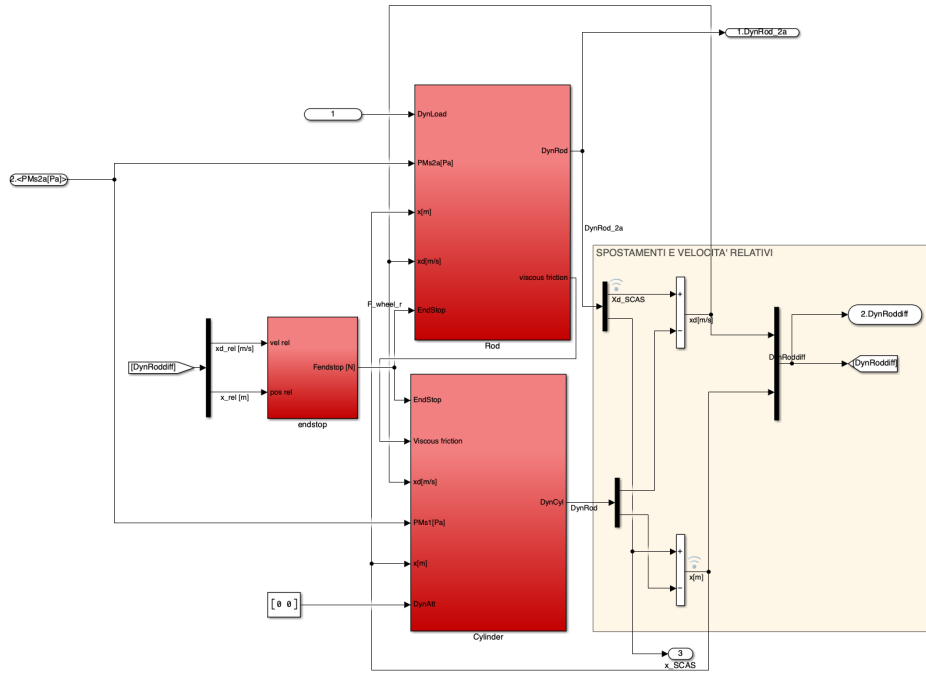 1.DynRod_2a
1
DynLoad
DynRod
PMs2a[Pa]
2.<PMs2a[Pa]>
x[m]
DynRod_2a
SPOSTAMENTI E VELOCITA' RELATIVI
xd[m/s]
viscous friction
Xd_SCAS
+
F_wheel_r
EndStop
xd[m/s]
2.DynRoddiff
−
Rod
vel rel
xd_rel [m/s]
DynRoddiff
[DynRoddiff]
Fendstop [N]
[DynRoddiff]
x_rel [m]
pos rel
EndStop
endstop
Viscous friction
xd[m/s]
DynCyl
DynRod
PMs1[Pa]
+
x[m]
x[m]
−
[0 0]
DynAtt
Cylinder
3
x_SCAS